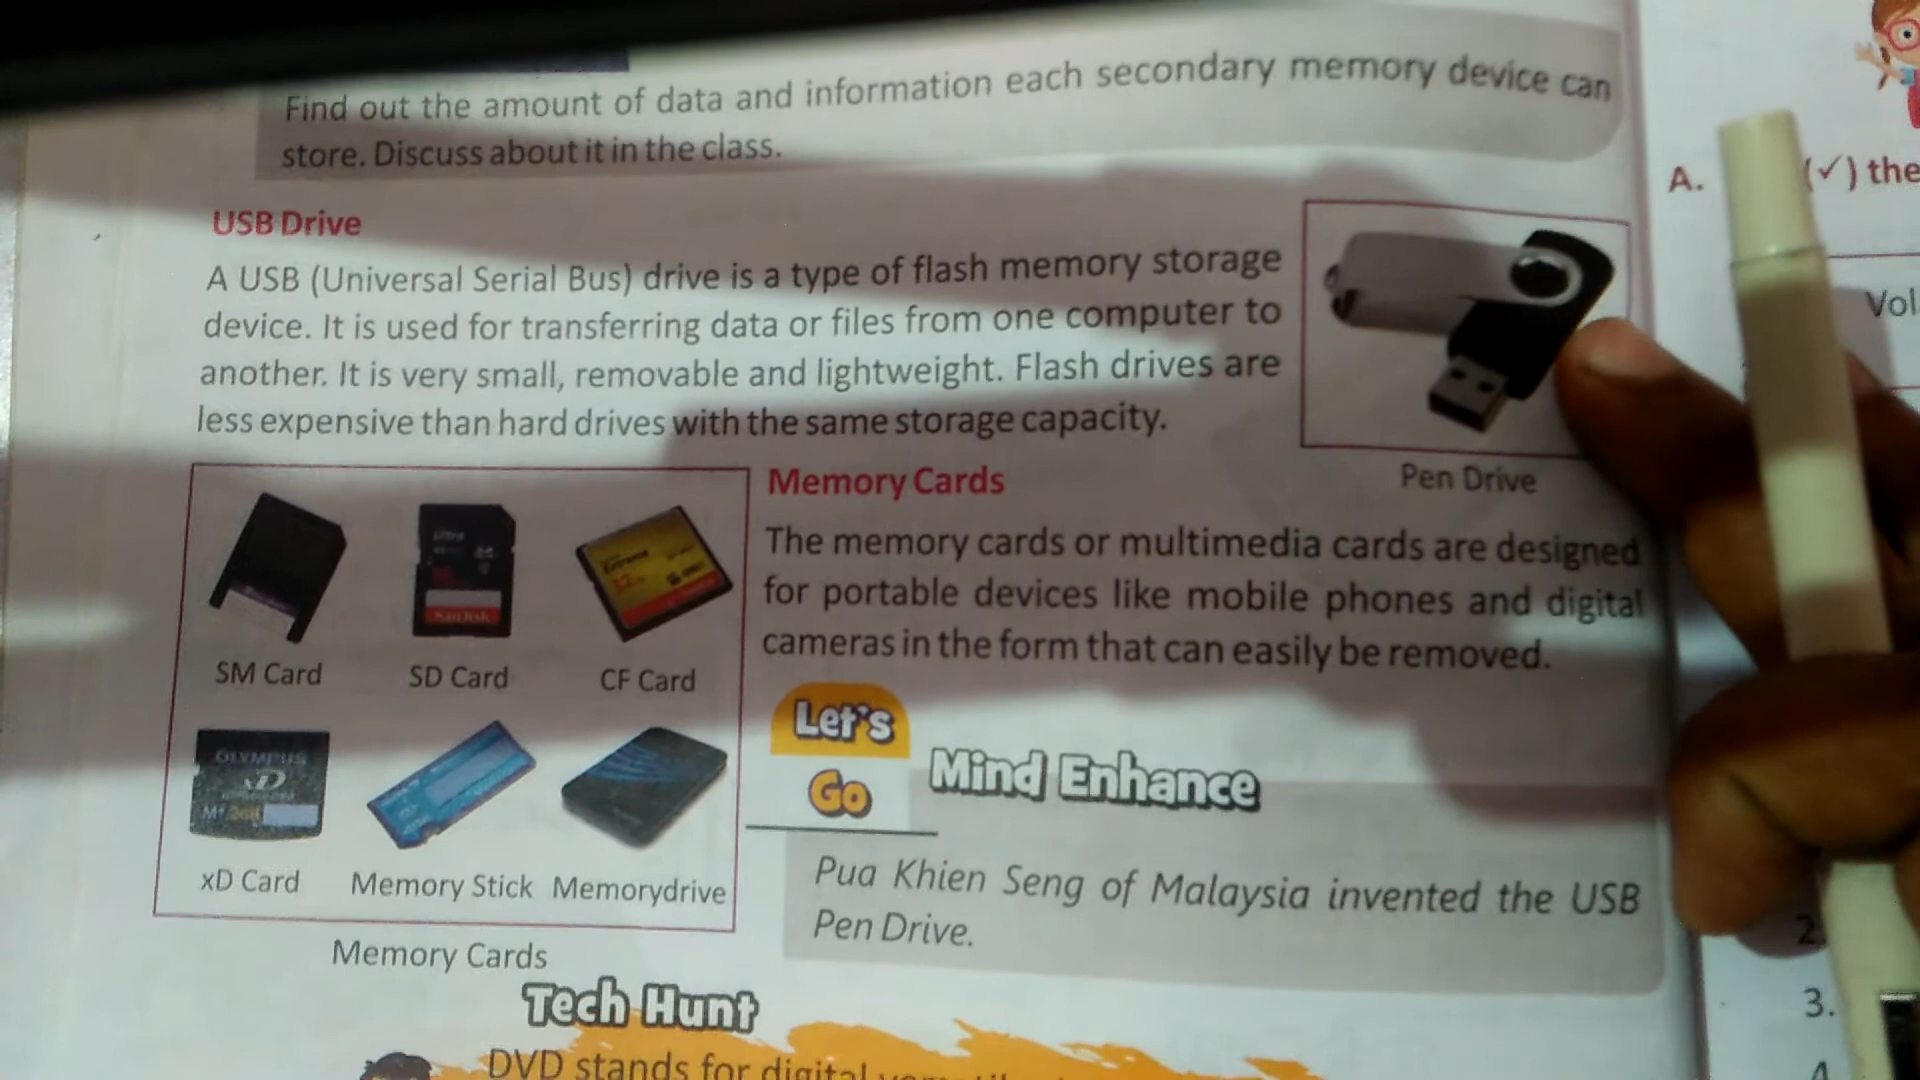 Find out the amount of data and information each secondary memory device can
store. Discuss about it in the class.
USB Drive
A USB (Universal Serial Bus) drive is a type of flash memory storage
device. It is used for transferring data or files from one computer to
another. It is very small, removable and lightweight. Flash drives are
less expensive than hard drives with the same storage capacity.
Pen Drive
SM Card
Ultra
SanDisk
SD Card
Extreme
CF Card
OLYMPUS
xD
xD Card
Memory Stick
Memorydrive
Memory Cards
Memory Cards
The memory cards or multimedia cards are designed
for portable devices like mobile phones and digital
cameras in the form that can easily be removed.
Let's
Go
Mind Enhance
Pua Khien Seng of Malaysia invented the USB
Pen Drive.
Tech Hunt
DVD stands for digital
A.
(✓) the
Vol
2.
3.